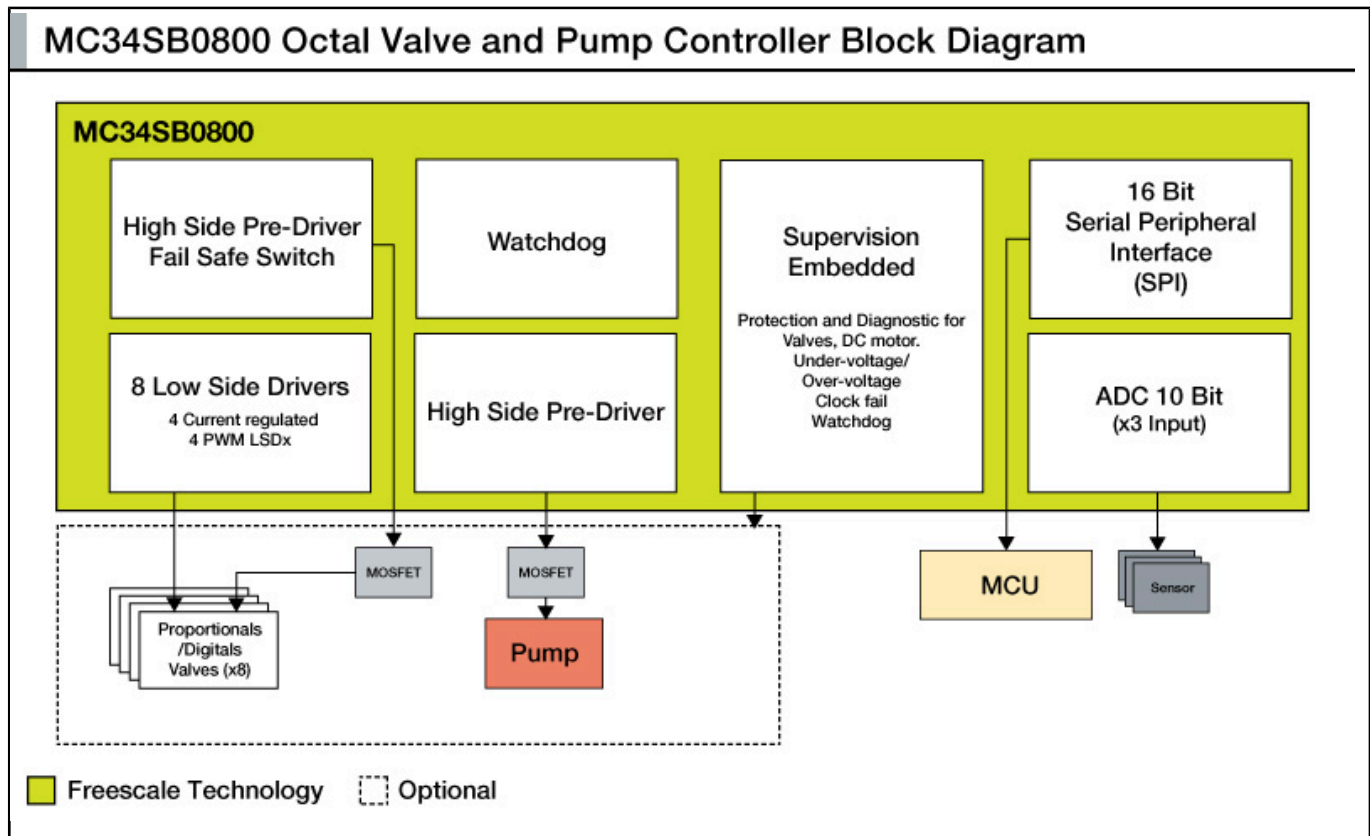 MC34SB0800 Octal Valve and Pump Controller Block Diagram
MC34SB0800
High Side Pre-Driver
Fail Safe Switch
Watchdog
Supervision
Embedded
Protection and Diagnostic for
Valves, DC motor.
Under-voltage/
Over-voltage
Clock fail
Watchdog
16 Bit
Serial Peripheral
Interface
(SPI)
8 Low Side Drivers
4 Current regulated
4 PWM LSDx
High Side Pre-Driver
ADC 10 Bit
(x3 Input)
MOSFET
MOSFET
MCU
Sensor
Proportionals
/Digitals
Valves (x8)
Pump
Freescale Technology
Optional